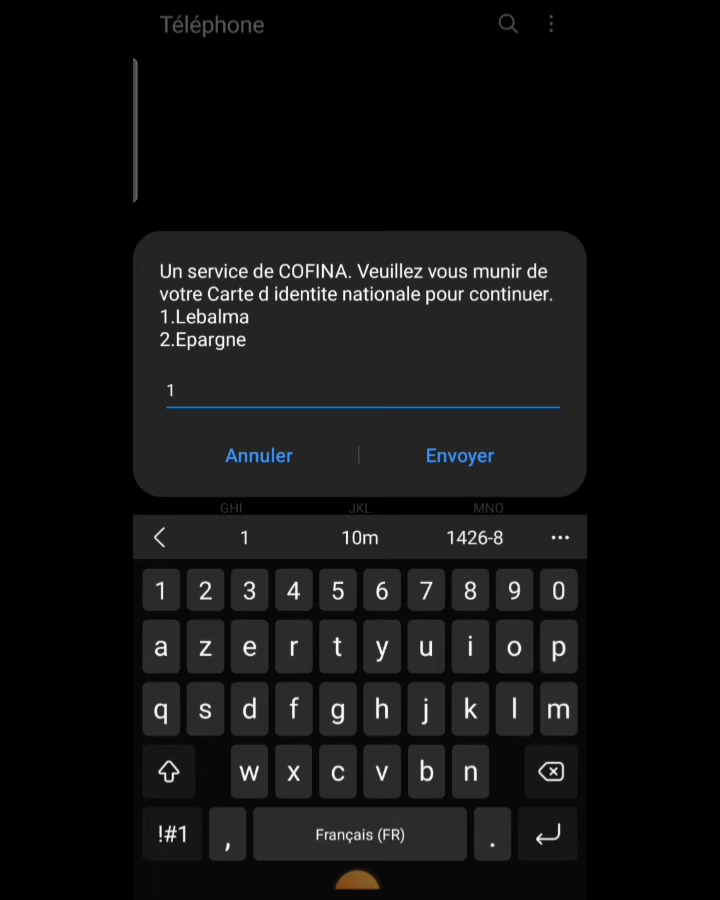 Téléphone
Un service de COFINA. Veuillez vous munir de
votre Carte d identite nationale pour continuer.
1.Lebalma
2.Epargne
1
Annuler | Envoyer
GHI JKL MNO
1 10m 1426-8 ...
1 2 3 4 5 6 7 8 9 0
a z e r t y u i o p
q s d f g h j k l m
w x c v b n
!#1 , Français (FR) .